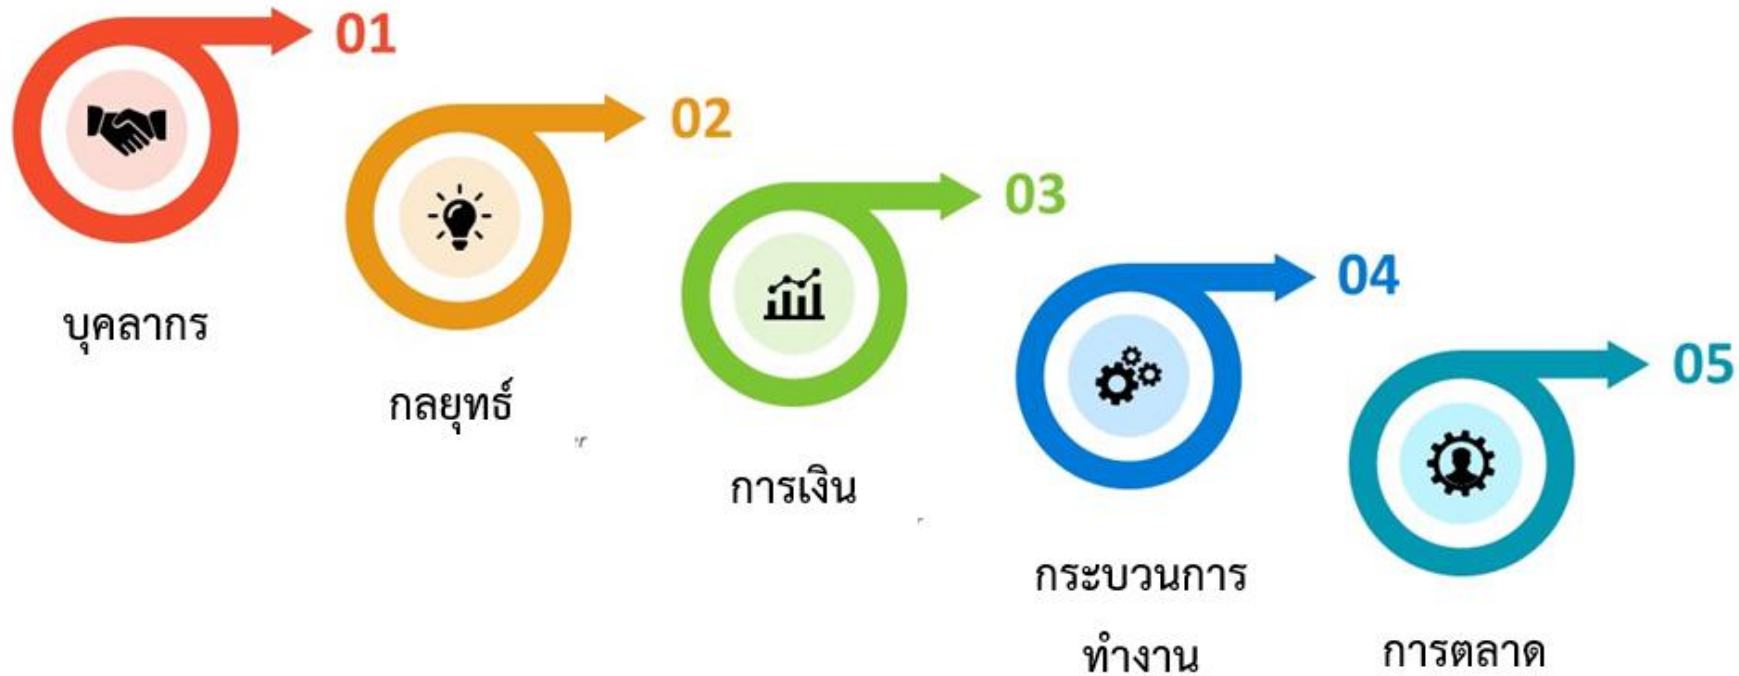 01
บุคลากร
02
กลยุทธ์
03
การเงิน
04
กระบวนการ
ทำงาน
05
การตลาด